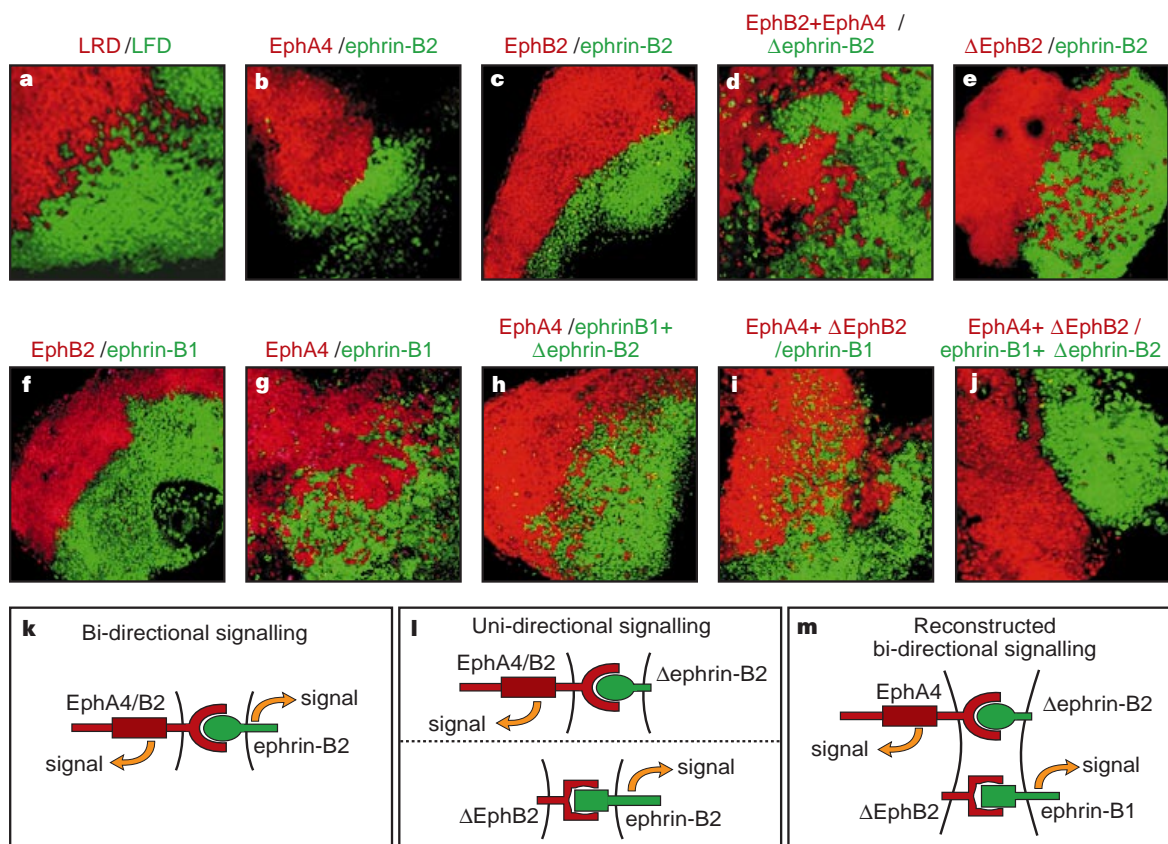 LRD /LFD
EphA4 /ephrin-B2
EphB2 /ephrin-B2
EphB2+EphA4 /
Δephrin-B2
ΔEphB2 /ephrin-B2
a
b
c
d
e
EphB2 /ephrin-B1
EphA4 /ephrin-B1
EphA4 /ephrinB1+
Δephrin-B2
EphA4+ ΔEphB2
/ephrin-B1
EphA4+ ΔEphB2 /
ephrin-B1+ Δephrin-B2
f
g
h
i
j
k
Bi-directional signalling
EphA4/B2
signal
signal
ephrin-B2
l
Uni-directional signalling
EphA4/B2
Δephrin-B2
signal
signal
ΔEphB2
ephrin-B2
m
Reconstructed
bi-directional signalling
EphA4
Δephrin-B2
signal
signal
ΔEphB2
ephrin-B1